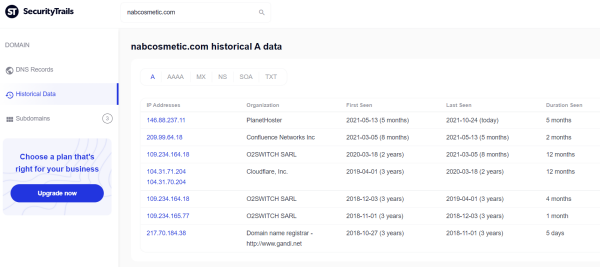 SecurityTrails
nabcosmetic.com
DOMAIN
DNS Records
Historical Data
Subdomains 3
Choose a plan that's
right for your business
Upgrade now
nabcosmetic.com historical A data
A AAAA MX NS SOA TXT
IP Addresses Organization First Seen Last Seen Duration Seen
146.88.237.11 PlanetHoster 2021-05-13 (5 months) 2021-10-24 (today) 5 months
209.99.64.18 Confluence Networks Inc 2021-03-05 (8 months) 2021-05-13 (5 months) 2 months
109.234.164.18 O2SWITCH SARL 2020-03-18 (2 years) 2021-03-05 (8 months) 12 months
104.31.71.204 Cloudflare, Inc. 2019-04-01 (3 years) 2020-03-18 (2 years) 12 months
104.31.70.204
109.234.164.18 O2SWITCH SARL 2018-12-03 (3 years) 2019-04-01 (3 years) 4 months
109.234.165.77 O2SWITCH SARL 2018-11-01 (3 years) 2018-12-03 (3 years) 1 month
217.70.184.38 Domain name registrar - 2018-10-27 (3 years) 2018-11-01 (3 years) 5 days
http://www.gandi.net